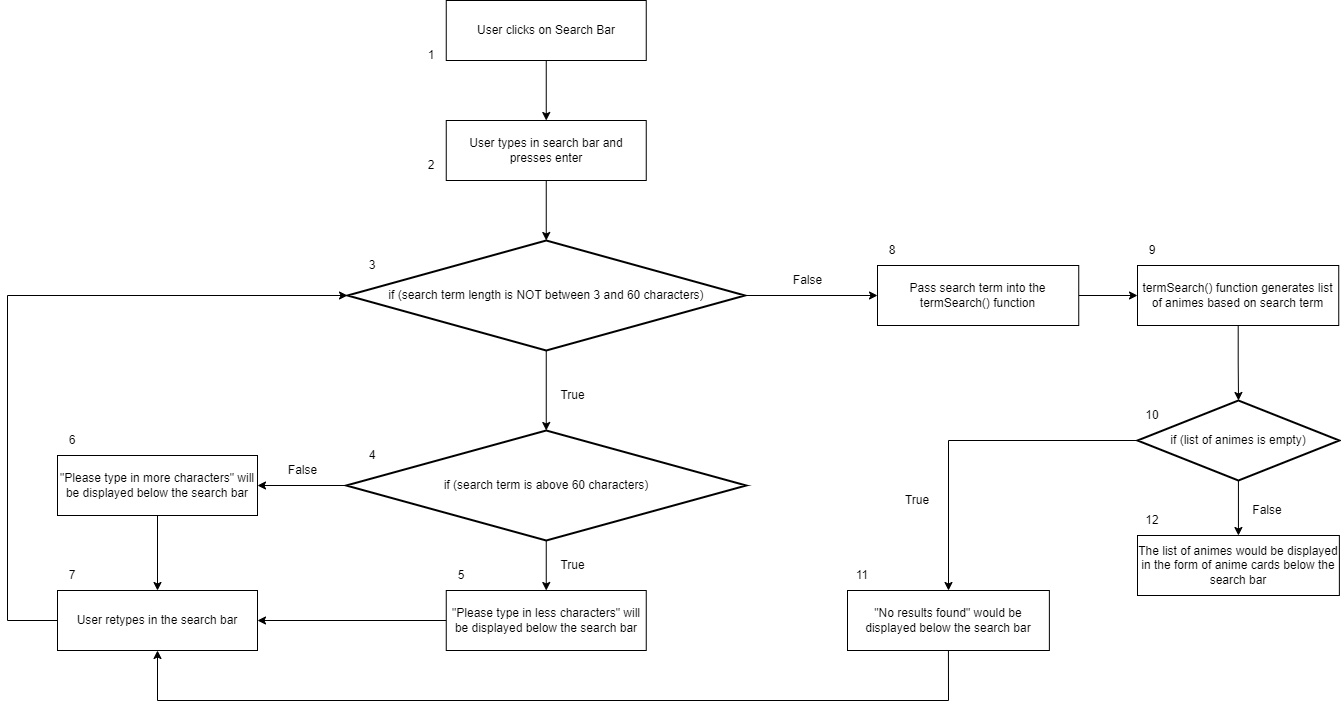 User clicks on Search Bar
1
User types in search bar and
presses enter
2
3
if (search term length is NOT between 3 and 60 characters)
False
8
Pass search term into the
termSearch() function
9
termSearch() function generates list
of animes based on search term
True
10
if (list of animes is empty)
6
"Please type in more characters" will
be displayed below the search bar
False
4
if (search term is above 60 characters)
True
False
12
The list of animes would be displayed
in the form of anime cards below the
search bar
True
7
User retypes in the search bar
5
"Please type in less characters" will
be displayed below the search bar
11
"No results found" would be
displayed below the search bar